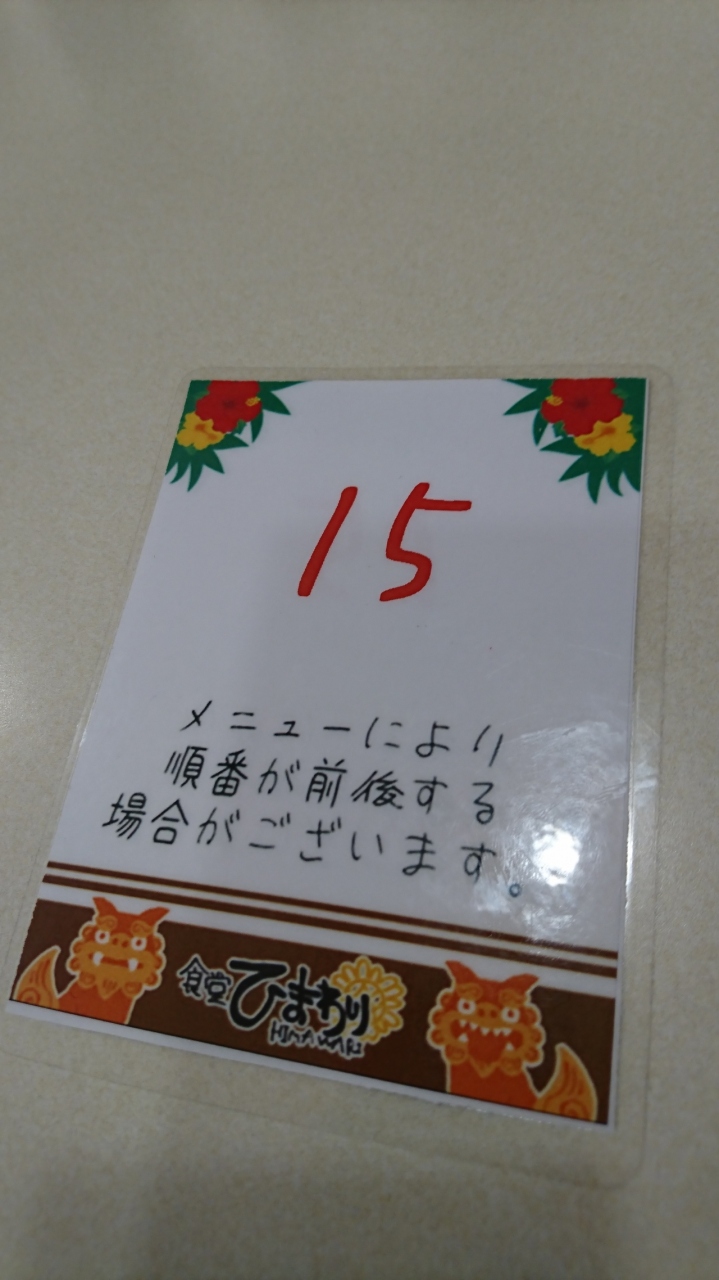 15
メニューにより
順番が前後する
場合がございます。
食堂ひまわり
HIMAWARI